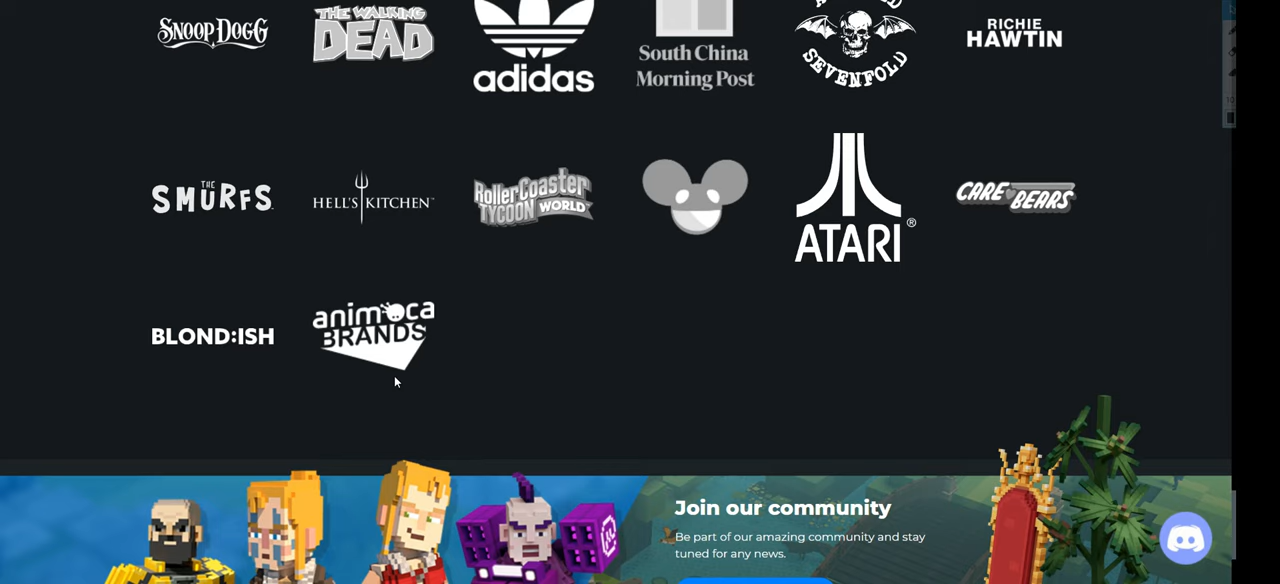 SNOOP DOGG
THE WALKING
DEAD
adidas
South China
Morning Post
SEVENFOLD
RICHIE
HAWTIN
THE
SMURFS
HELL'S KITCHEN
RollerCoaster
TYCOON WORLD
ATARI®
CARE BEARS
BLOND:ISH
animoca
BRANDS
Join our community
Be part of our amazing community and stay
tuned for any news.